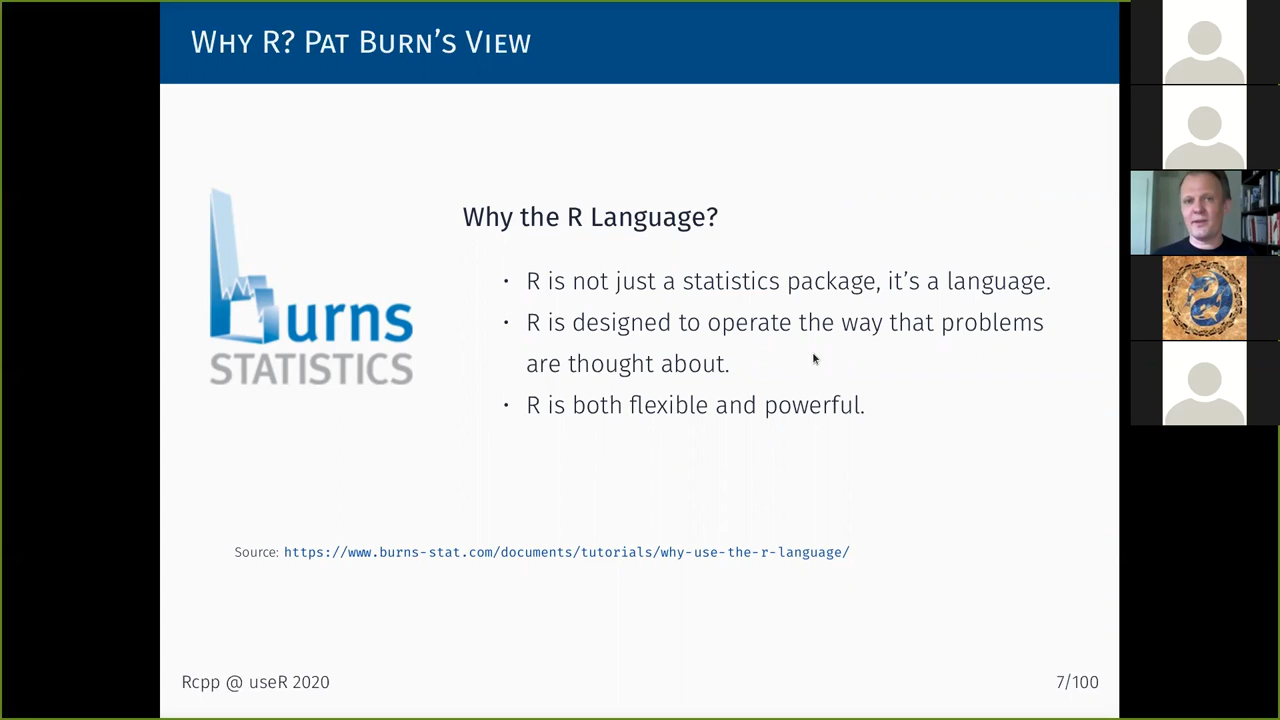 Why R? Pat Burn’s View
Burns
STATISTICS
Why the R Language?
· R is not just a statistics package, it’s a language.
· R is designed to operate the way that problems
are thought about.
· R is both flexible and powerful.
Source: https://www.burns-stat.com/documents/tutorials/why-use-the-r-language/
Rcpp @ useR 2020
7/100